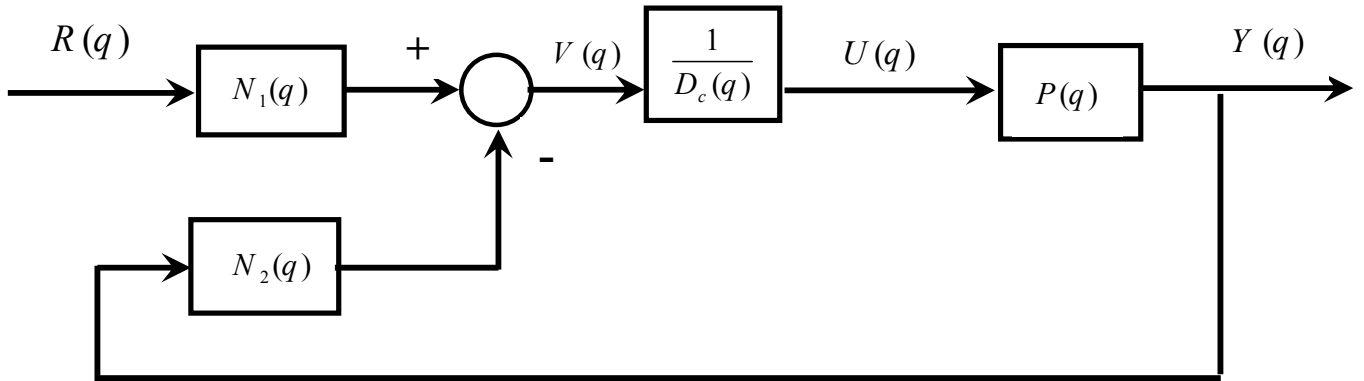 R(q)
N₁(q)
+
V(q)
1
D_c(q)
U(q)
P(q)
Y(q)
-
N₂(q)